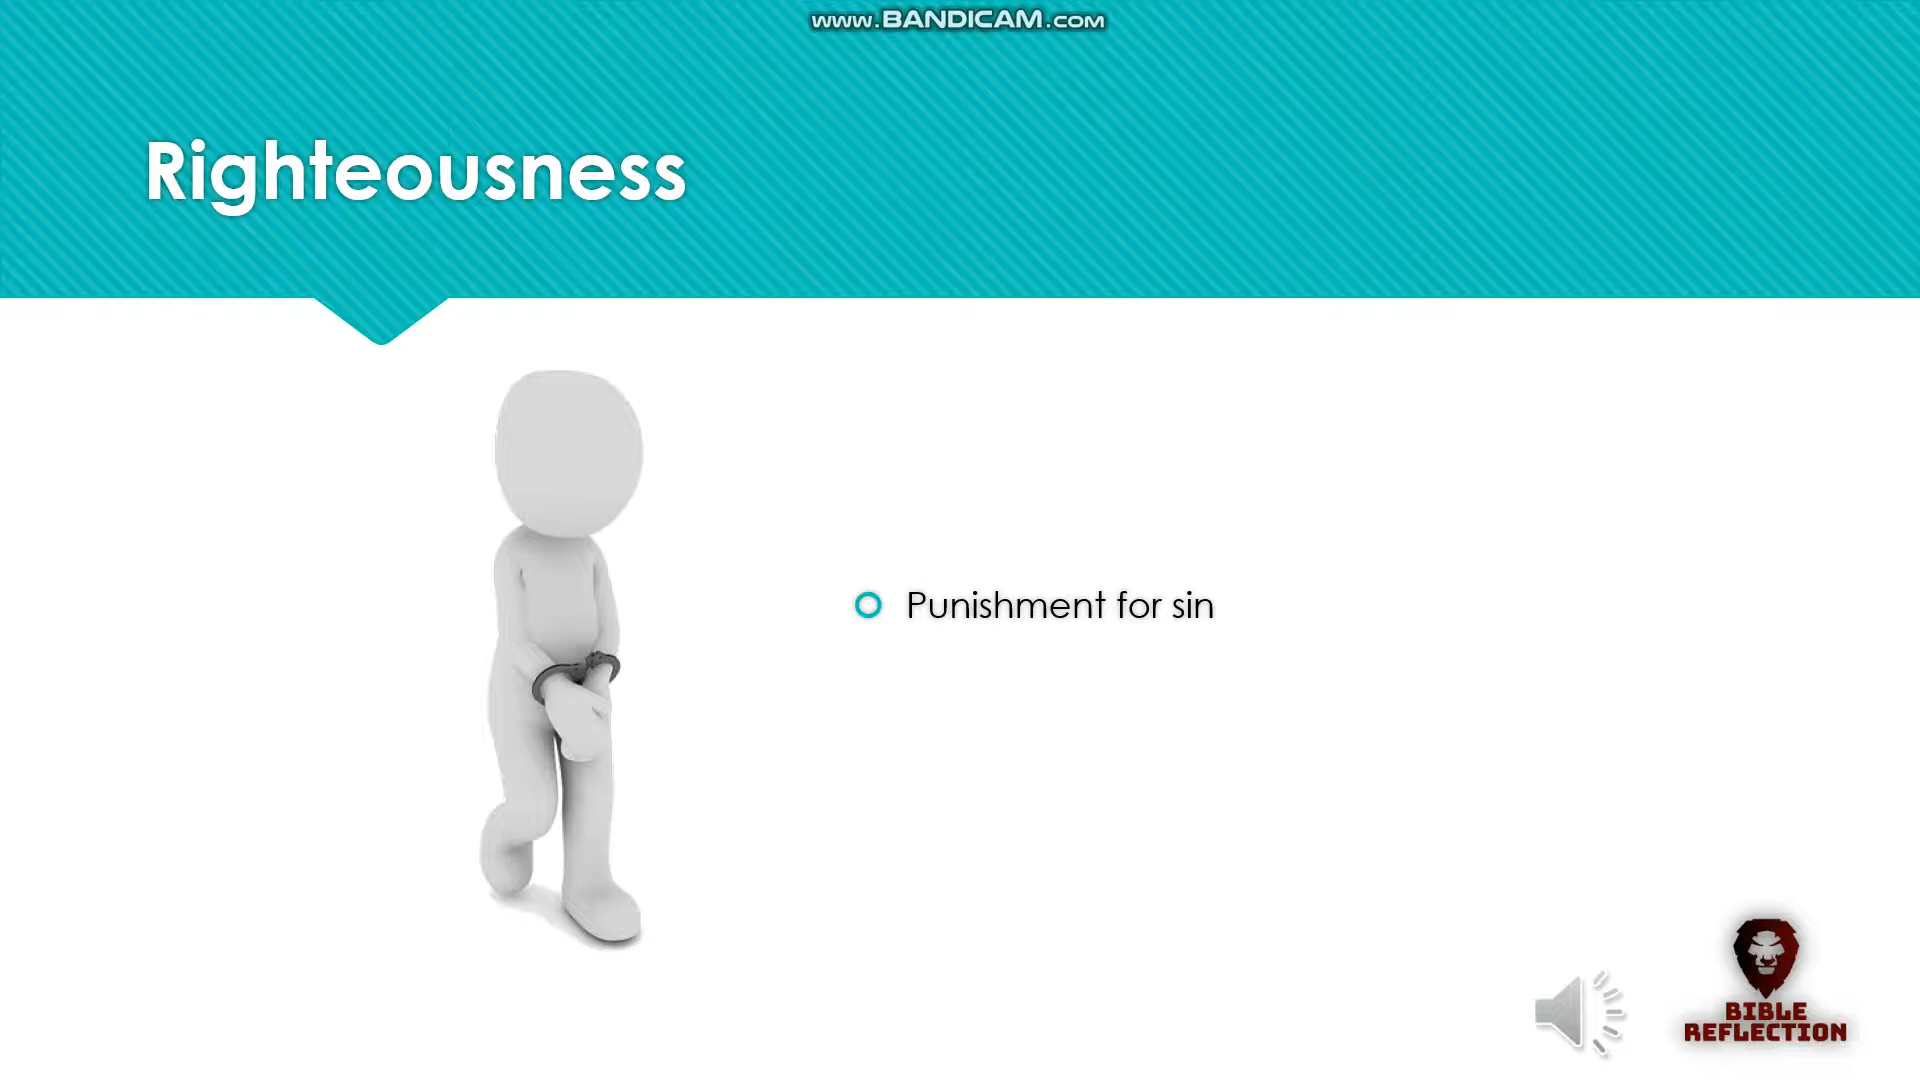 www.BANDICAM.com
Righteousness
Punishment for sin
BIBLE
REFLECTION